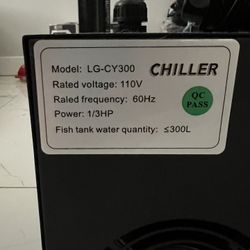 Model: LG-CY300 CHILLER
Rated voltage: 110V
Raled frequency: 60Hz
QC
PASS
Power: 1/3HP
Fish tank water quantity: ≤300L